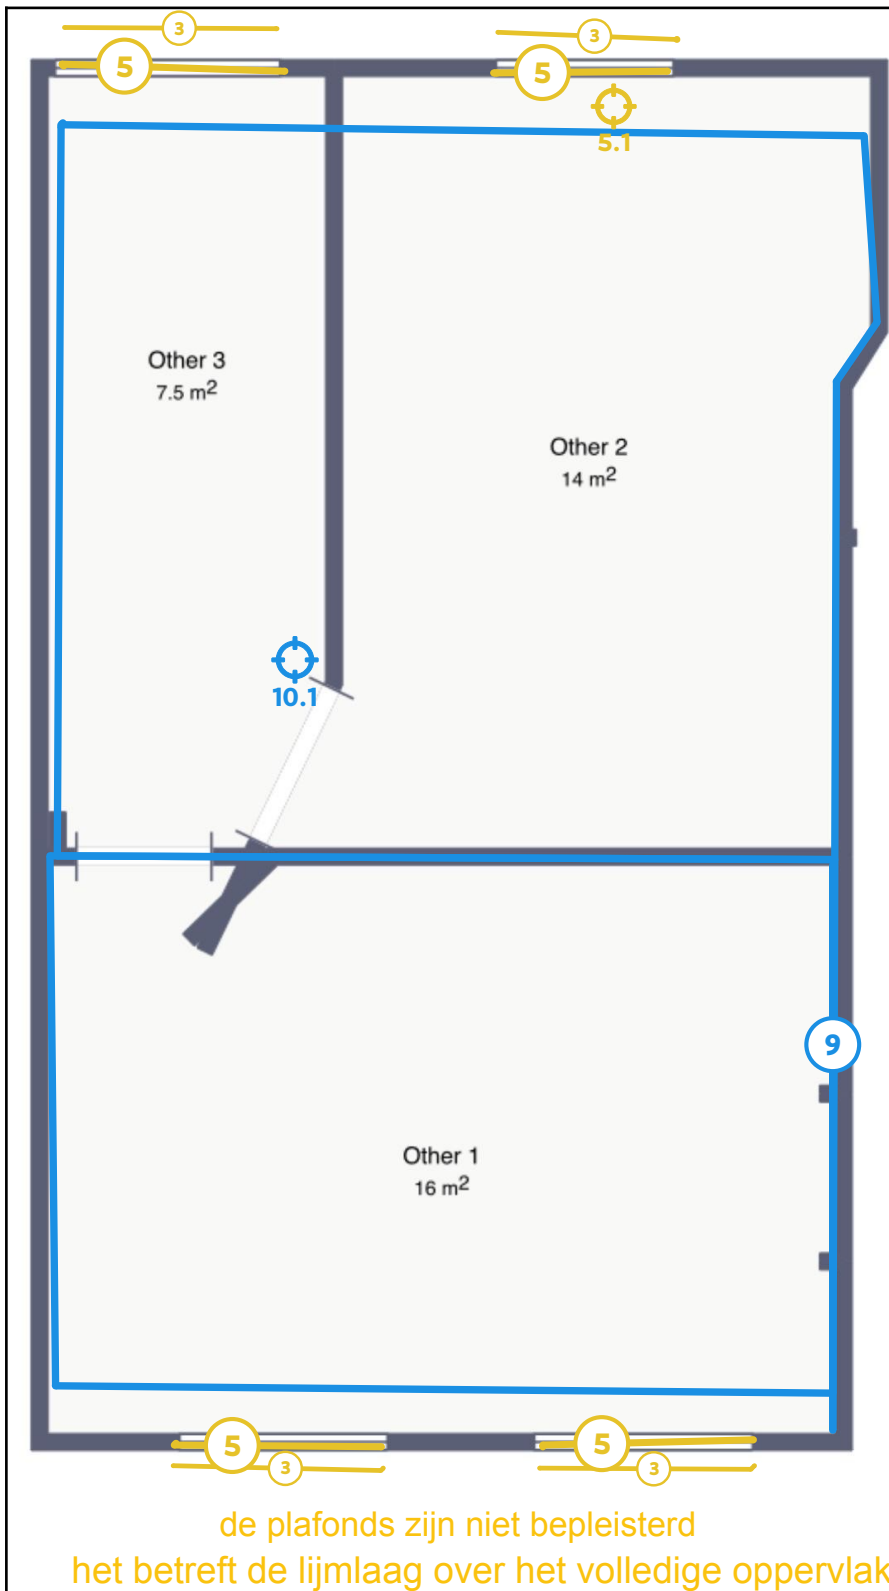 3
3
5
5
5.1
Other 3
7.5 m2
Other 2
14 m2
10.1
9
Other 1
16 m2
5
5
3
3
de plafonds zijn niet bepleisterd
het betreft de lijmlaag over het volledige oppervlak